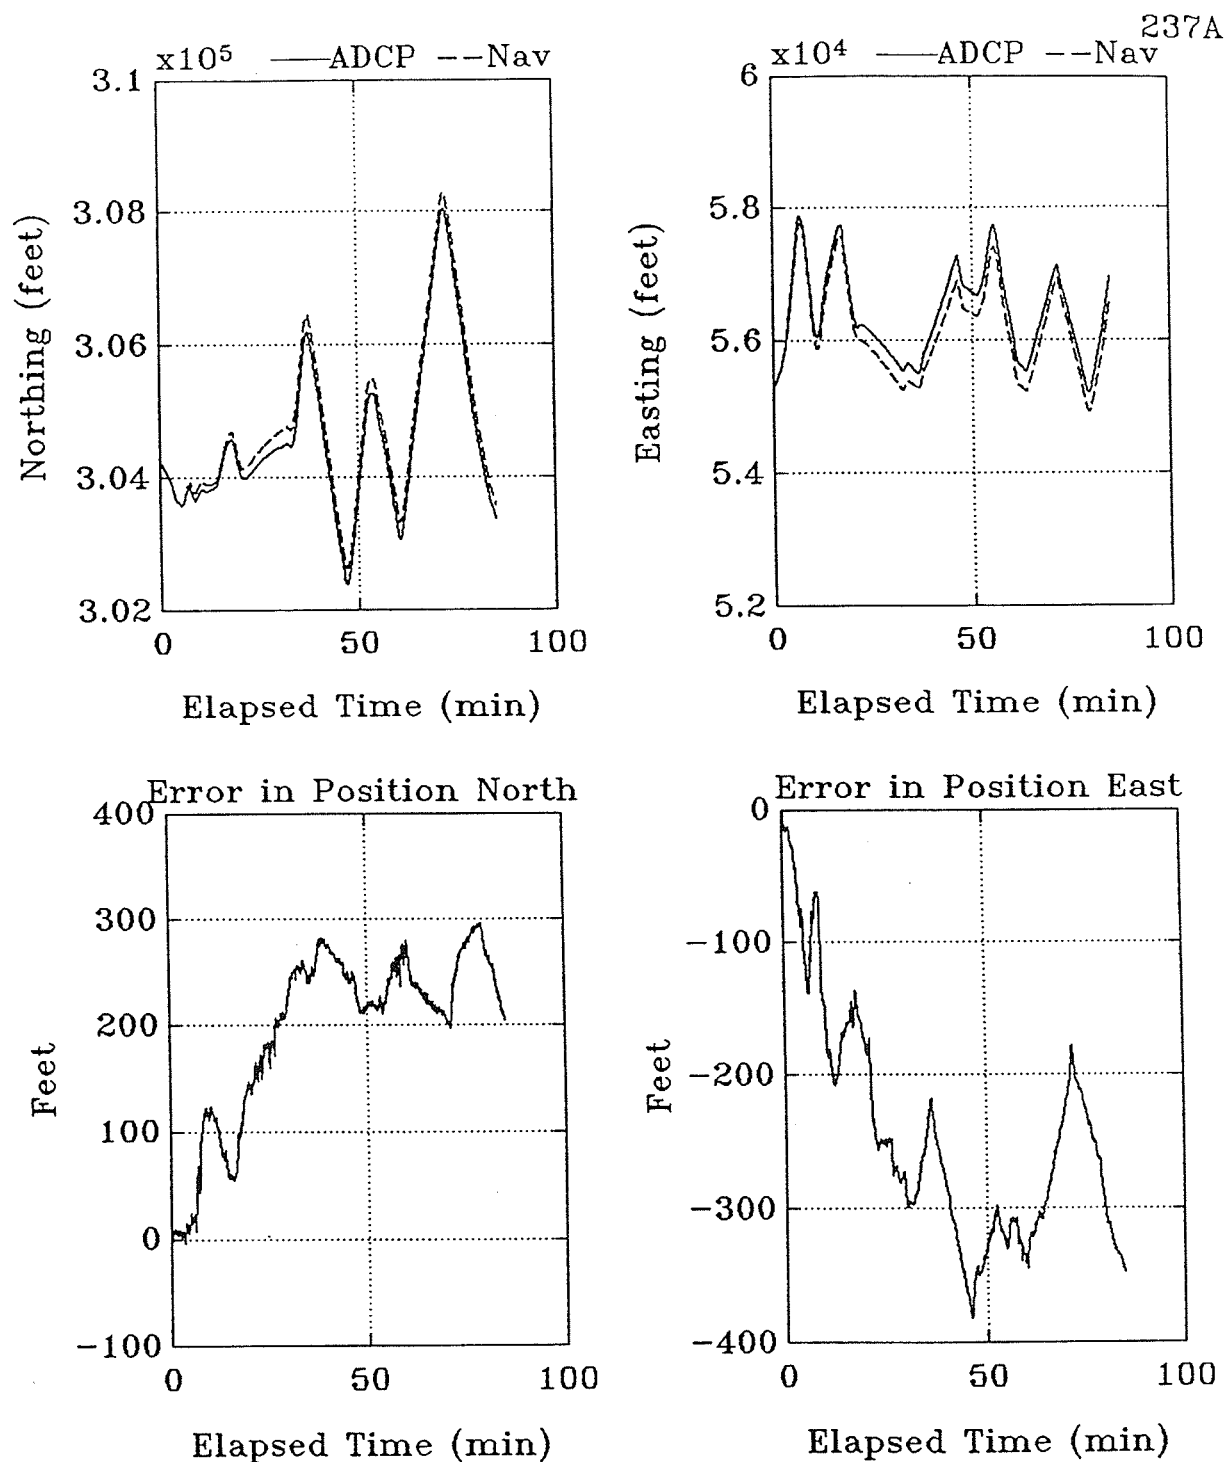 237A
x10⁵ ——ADCP --Nav
3.1
3.08
3.06
3.04
3.02
Northing (feet)
0 50 100
Elapsed Time (min)
x10⁴ ——ADCP --Nav
6
5.8
5.6
5.4
5.2
Easting (feet)
0 50 100
Elapsed Time (min)
Error in Position North
400
300
200
100
0
-100
Feet
0 50 100
Elapsed Time (min)
Error in Position East
0
-100
-200
-300
-400
Feet
0 50 100
Elapsed Time (min)